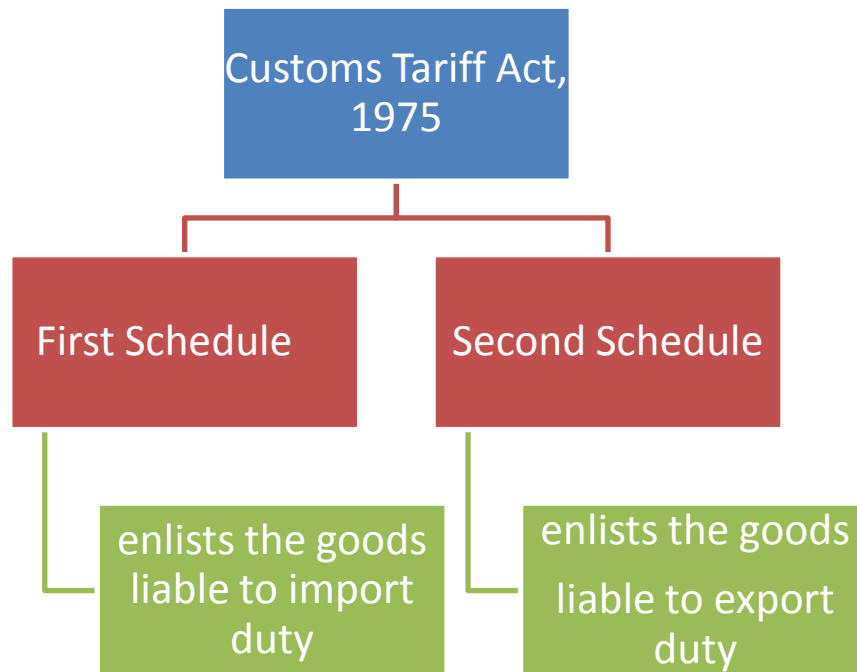 Customs Tariff Act,
1975
First Schedule
Second Schedule
enlists the goods
liable to import
duty
enlists the goods
liable to export
duty